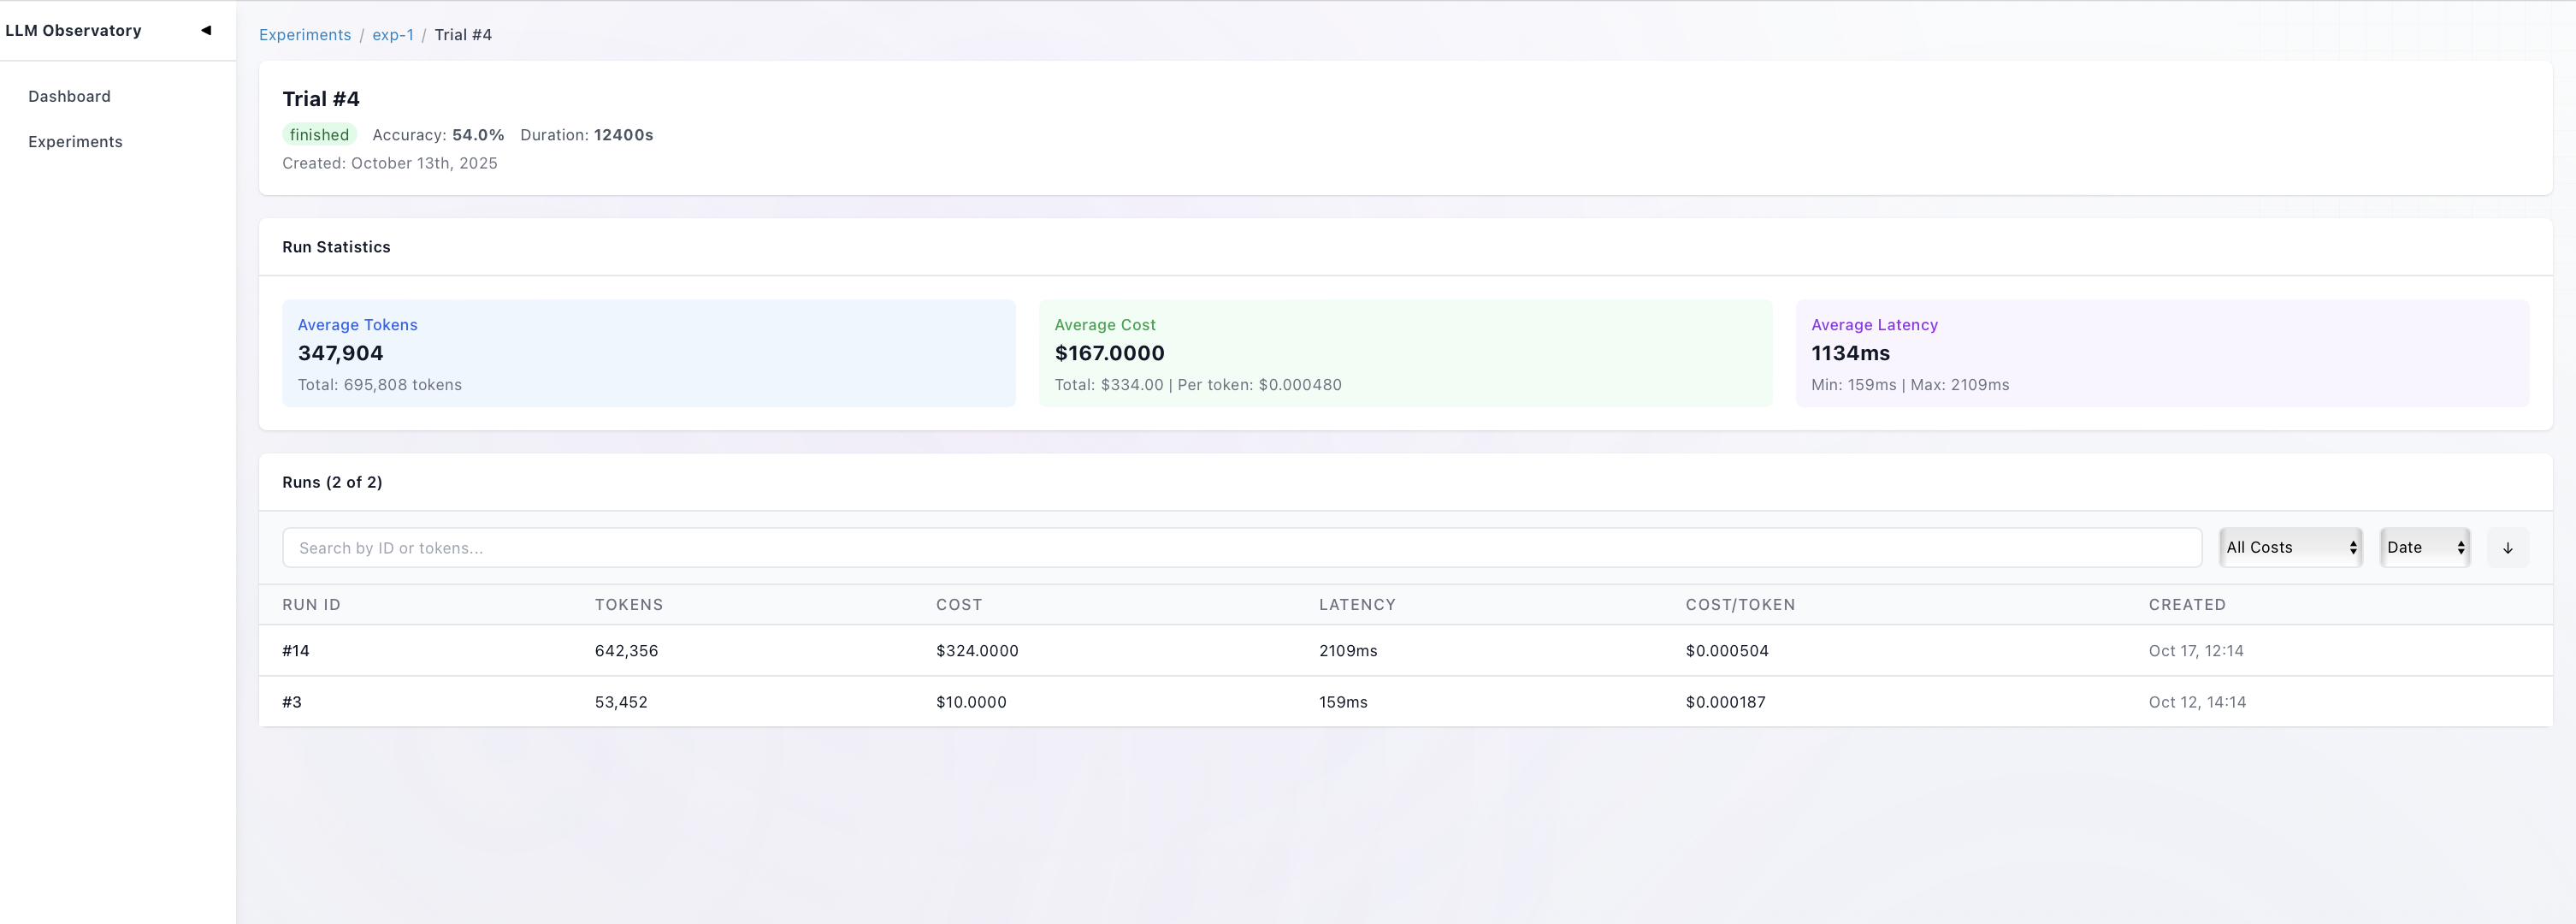 LLM Observatory ◀
Dashboard
Experiments
Experiments / exp-1 / Trial #4
Trial #4
finished Accuracy: 54.0% Duration: 12400s
Created: October 13th, 2025
Run Statistics
Average Tokens
347,904
Total: 695,808 tokens
Average Cost
$167.0000
Total: $334.00 | Per token: $0.000480
Average Latency
1134ms
Min: 159ms | Max: 2109ms
Runs (2 of 2)
Search by ID or tokens... All Costs Date ↓
RUN ID TOKENS COST LATENCY COST/TOKEN CREATED
#14 642,356 $324.0000 2109ms $0.000504 Oct 17, 12:14
#3 53,452 $10.0000 159ms $0.000187 Oct 12, 14:14